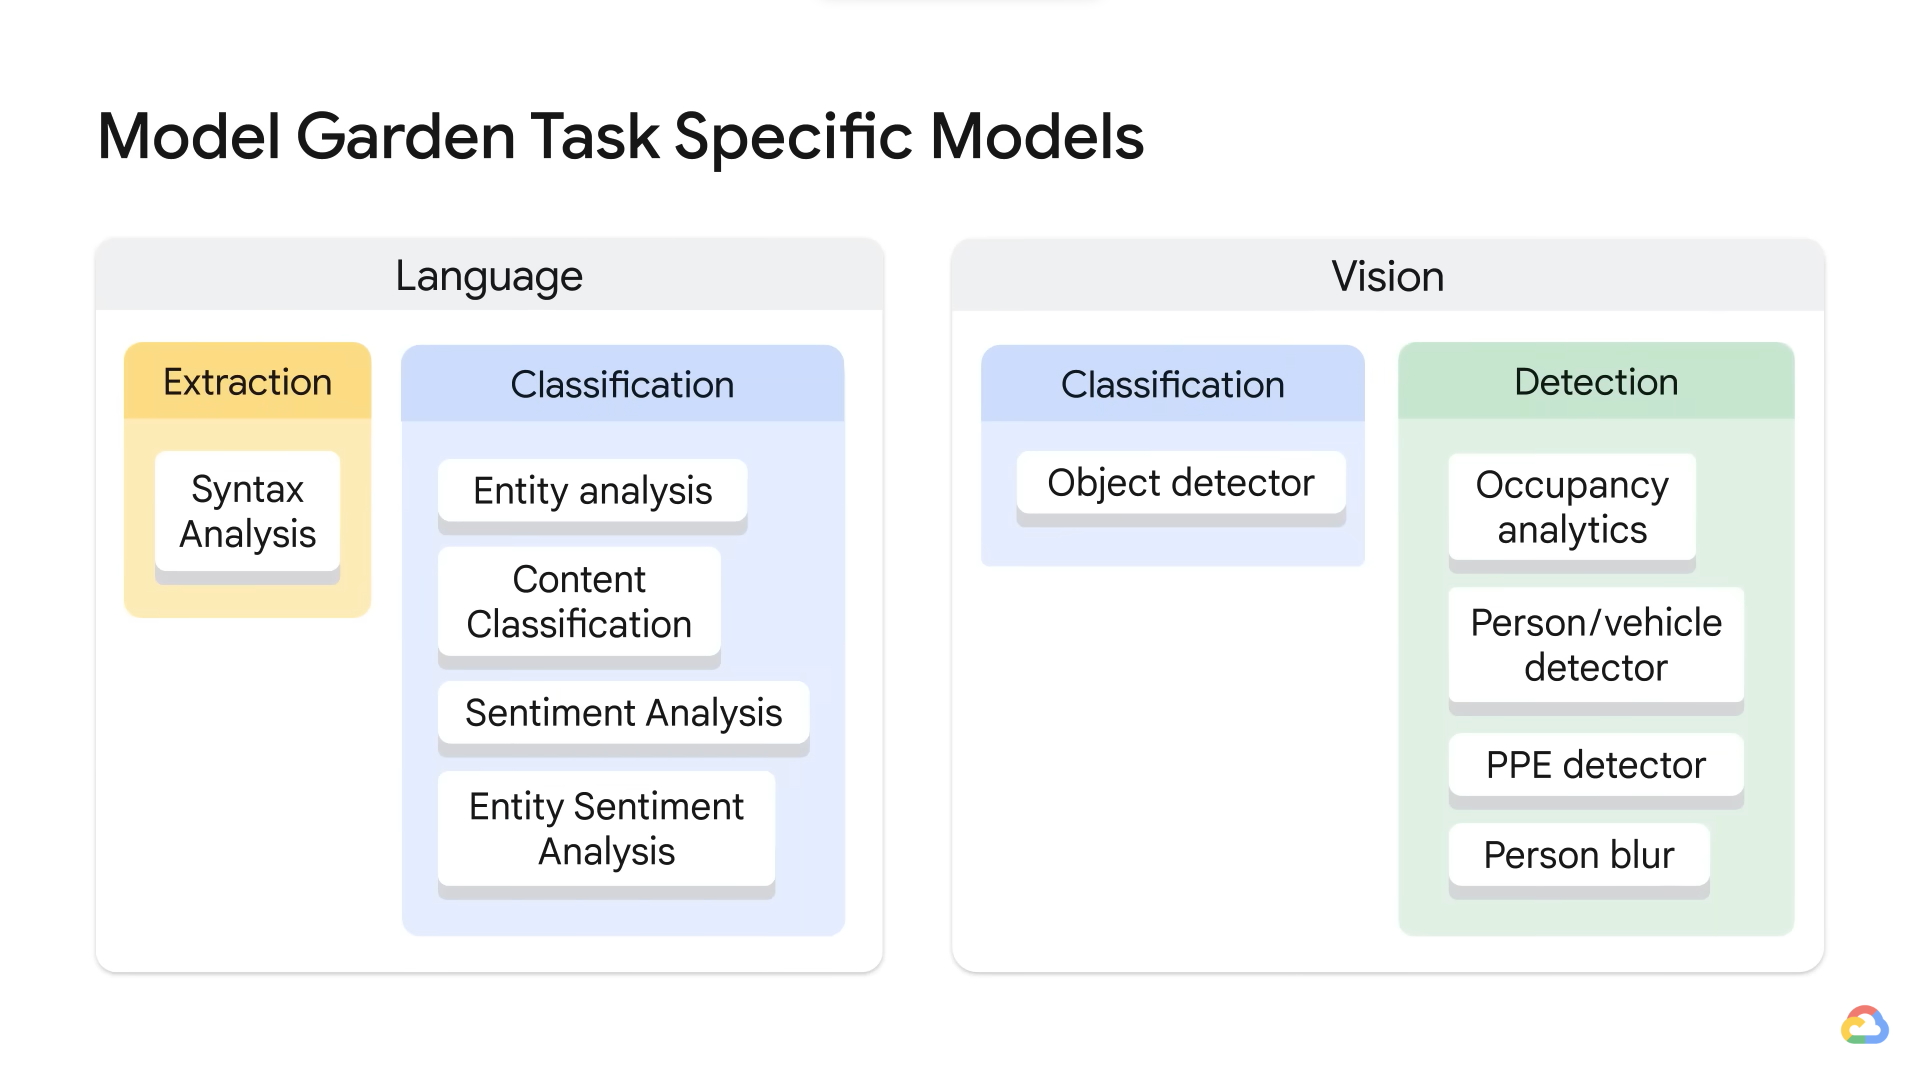 Model Garden Task Specific Models
Language
Extraction
Syntax
Analysis
Classification
Entity analysis
Content
Classification
Sentiment Analysis
Entity Sentiment
Analysis
Vision
Classification
Object detector
Detection
Occupancy
analytics
Person/vehicle
detector
PPE detector
Person blur